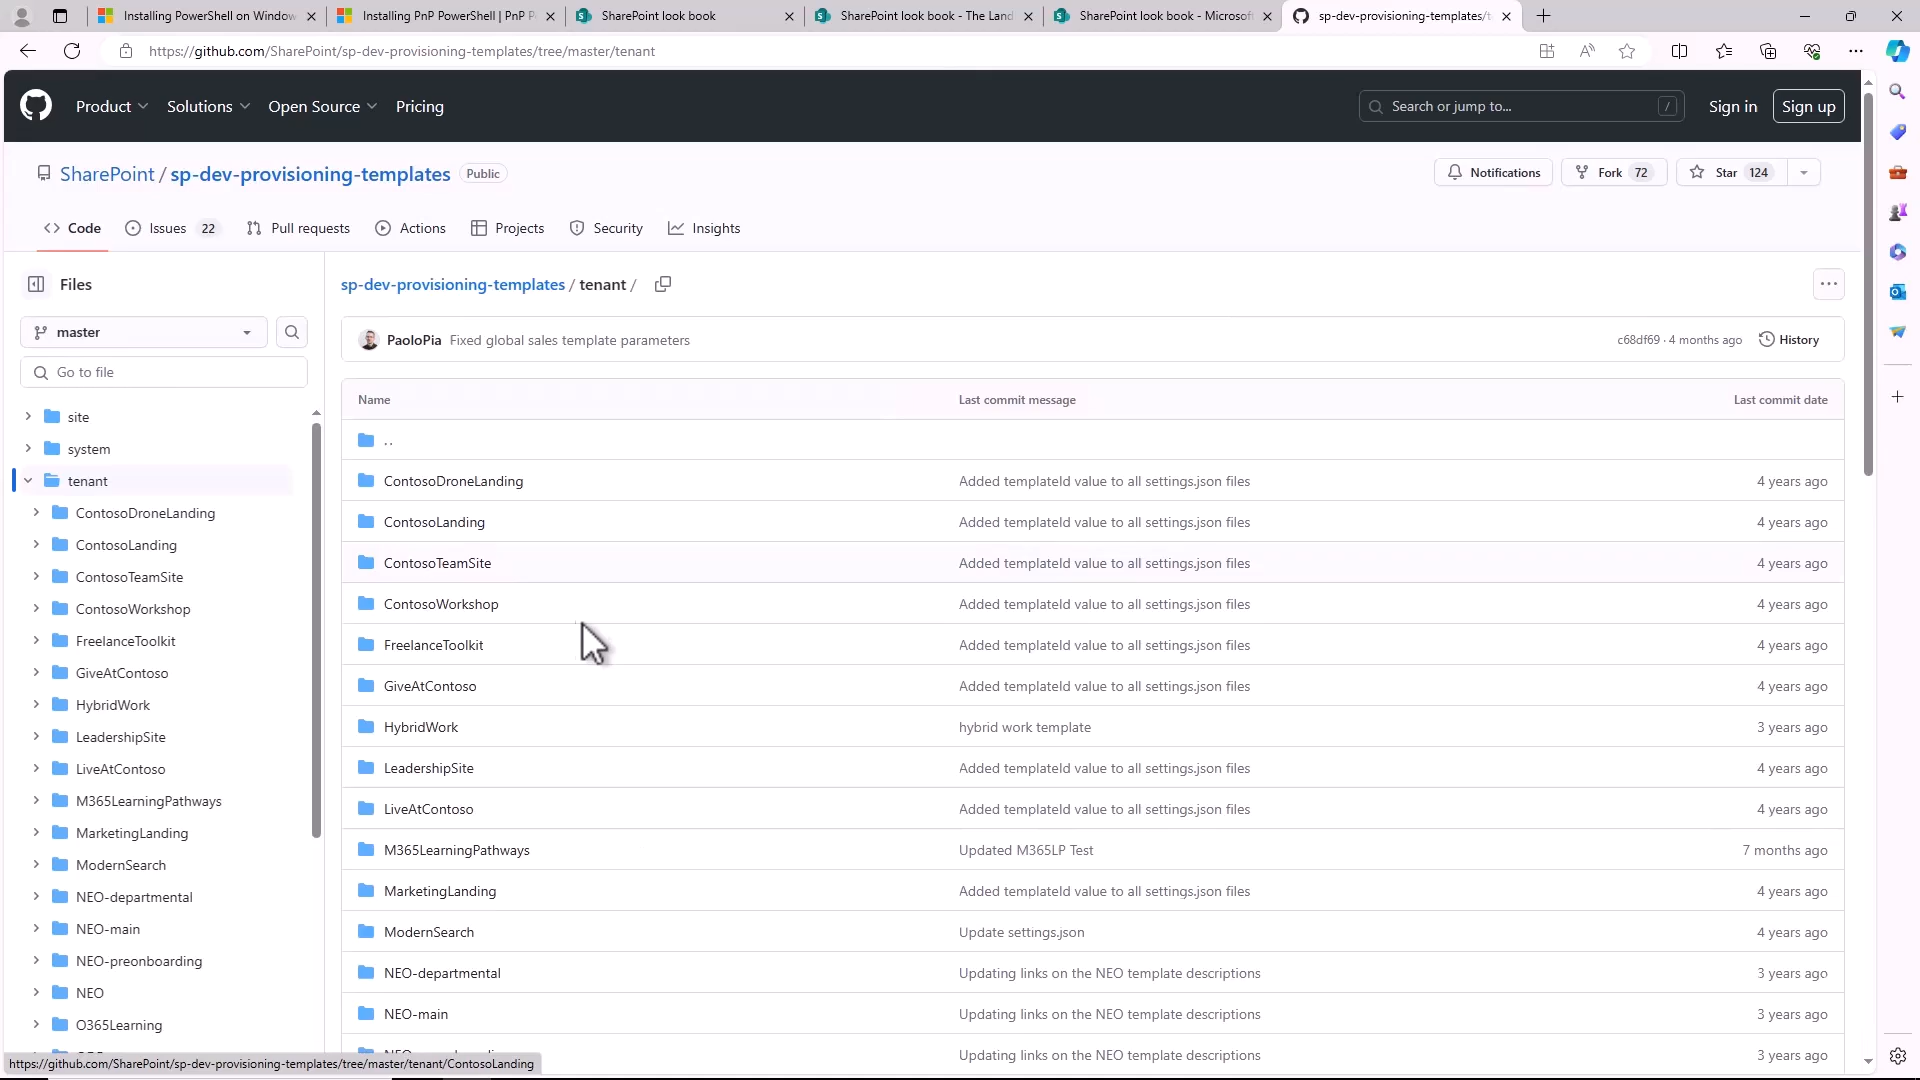 Installing PowerShell on Window
Installing PnP PowerShell | PnP P
SharePoint look book
SharePoint look book - The Land
SharePoint look book - Microsof
sp-dev-provisioning-templates/t
https://github.com/SharePoint/sp-dev-provisioning-templates/tree/master/tenant
Product
Solutions
Open Source
Pricing
Search or jump to...
/
Sign in
Sign up
SharePoint / sp-dev-provisioning-templates
Public
Notifications
Fork 72
Star 124
Code
Issues 22
Pull requests
Actions
Projects
Security
Insights
Files
master
Go to file
site
system
tenant
ContosoDroneLanding
ContosoLanding
ContosoTeamSite
ContosoWorkshop
FreelanceToolkit
GiveAtContoso
HybridWork
LeadershipSite
LiveAtContoso
M365LearningPathways
MarketingLanding
ModernSearch
NEO-departmental
NEO-main
NEO-preonboarding
NEO
O365Learning
sp-dev-provisioning-templates / tenant /
PaoloPia Fixed global sales template parameters
c68df69 · 4 months ago
History
Name Last commit message Last commit date
..
ContosoDroneLanding Added templateId value to all settings.json files 4 years ago
ContosoLanding Added templateId value to all settings.json files 4 years ago
ContosoTeamSite Added templateId value to all settings.json files 4 years ago
ContosoWorkshop Added templateId value to all settings.json files 4 years ago
FreelanceToolkit Added templateId value to all settings.json files 4 years ago
GiveAtContoso Added templateId value to all settings.json files 4 years ago
HybridWork hybrid work template 3 years ago
LeadershipSite Added templateId value to all settings.json files 4 years ago
LiveAtContoso Added templateId value to all settings.json files 4 years ago
M365LearningPathways Updated M365LP Test 7 months ago
MarketingLanding Added templateId value to all settings.json files 4 years ago
ModernSearch Update settings.json 4 years ago
NEO-departmental Updating links on the NEO template descriptions 3 years ago
NEO-main Updating links on the NEO template descriptions 3 years ago
Updating links on the NEO template descriptions 3 years ago
https://github.com/SharePoint/sp-dev-provisioning-templates/tree/master/tenant/ContosoLanding